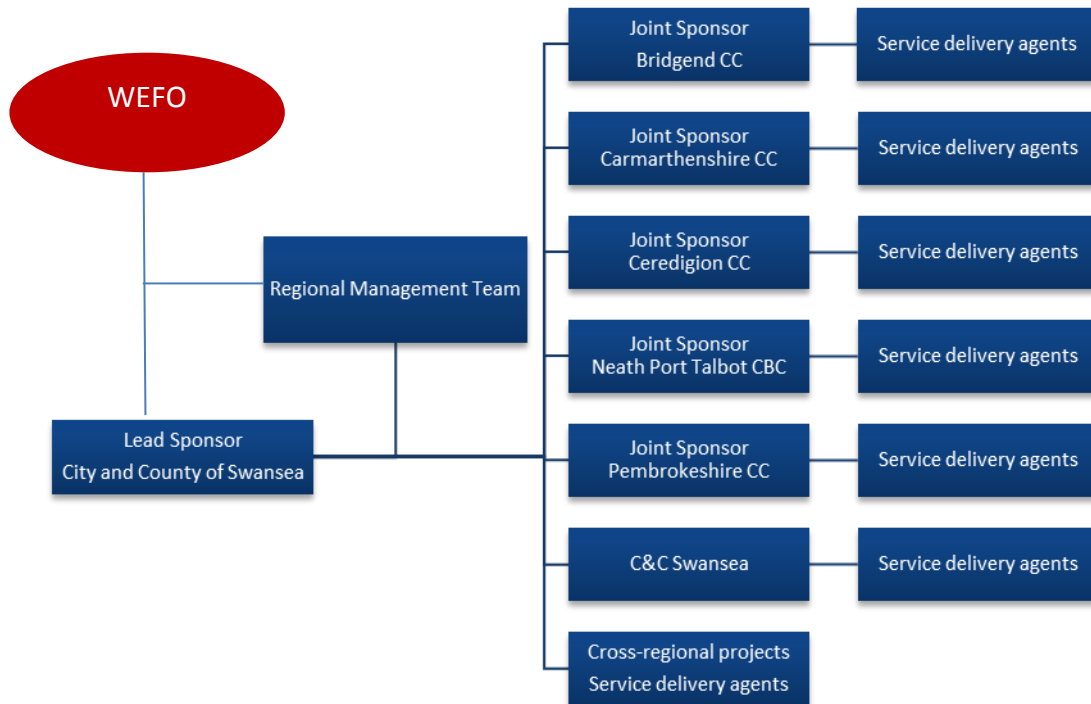 WEFO
Regional Management Team
Lead Sponsor
City and County of Swansea
Joint Sponsor
Bridgend CC
Service delivery agents
Joint Sponsor
Carmarthenshire CC
Service delivery agents
Joint Sponsor
Ceredigion CC
Service delivery agents
Joint Sponsor
Neath Port Talbot CBC
Service delivery agents
Joint Sponsor
Pembrokeshire CC
Service delivery agents
C&C Swansea
Service delivery agents
Cross-regional projects
Service delivery agents